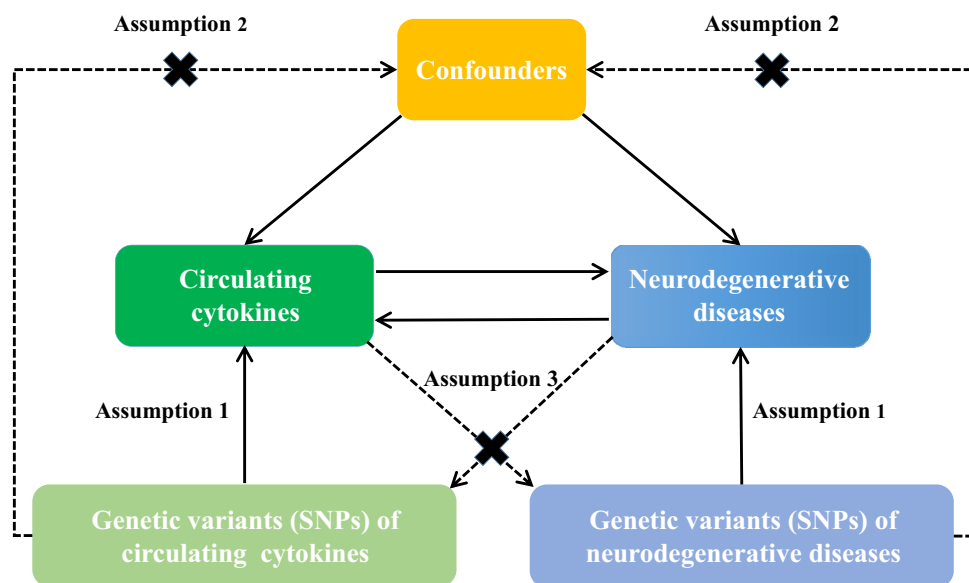 Assumption 2
Assumption 2
Confounders
Circulating
cytokines
Neurodegenerative
diseases
Assumption 3
Assumption 1
Assumption 1
Genetic variants (SNPs) of
circulating cytokines
Genetic variants (SNPs) of
neurodegenerative diseases